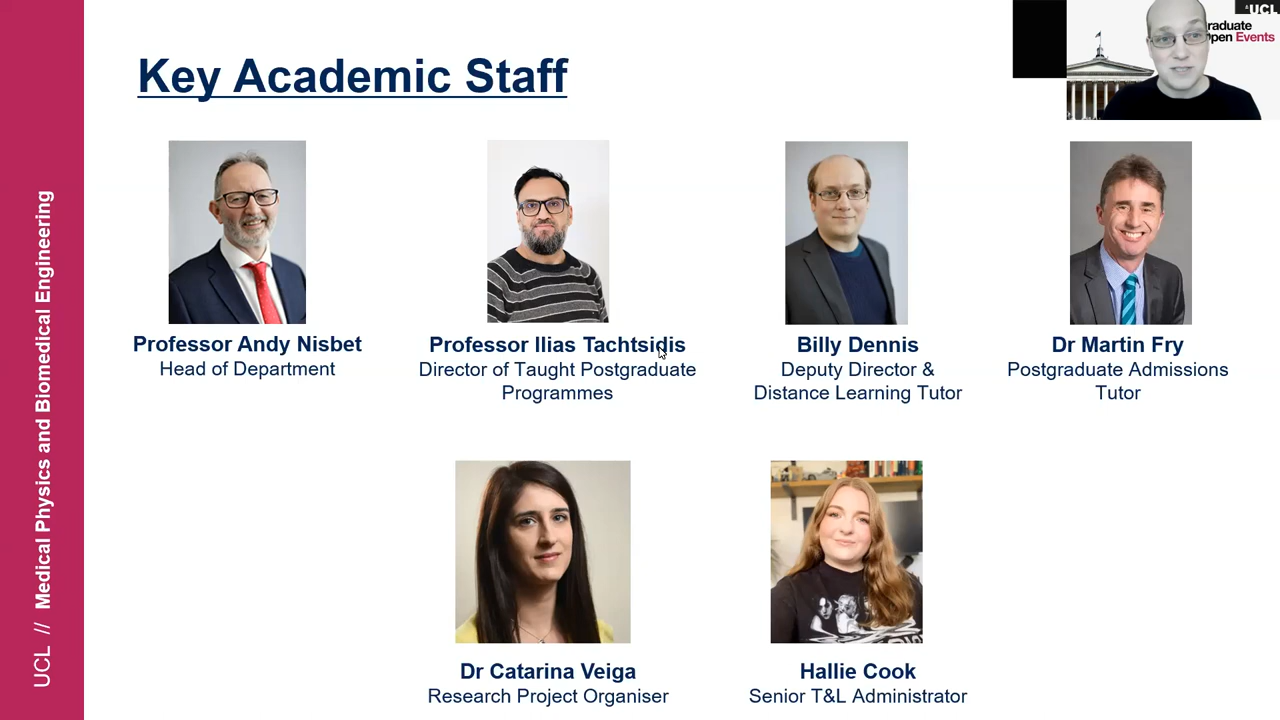 Key Academic Staff
UCL
raduate
pen Events
Professor Andy Nisbet
Head of Department
Professor Ilias Tachtsidis
Director of Taught Postgraduate
Programmes
Billy Dennis
Deputy Director &
Distance Learning Tutor
Dr Martin Fry
Postgraduate Admissions
Tutor
Dr Catarina Veiga
Research Project Organiser
Hallie Cook
Senior T&L Administrator
UCL // Medical Physics and Biomedical Engineering